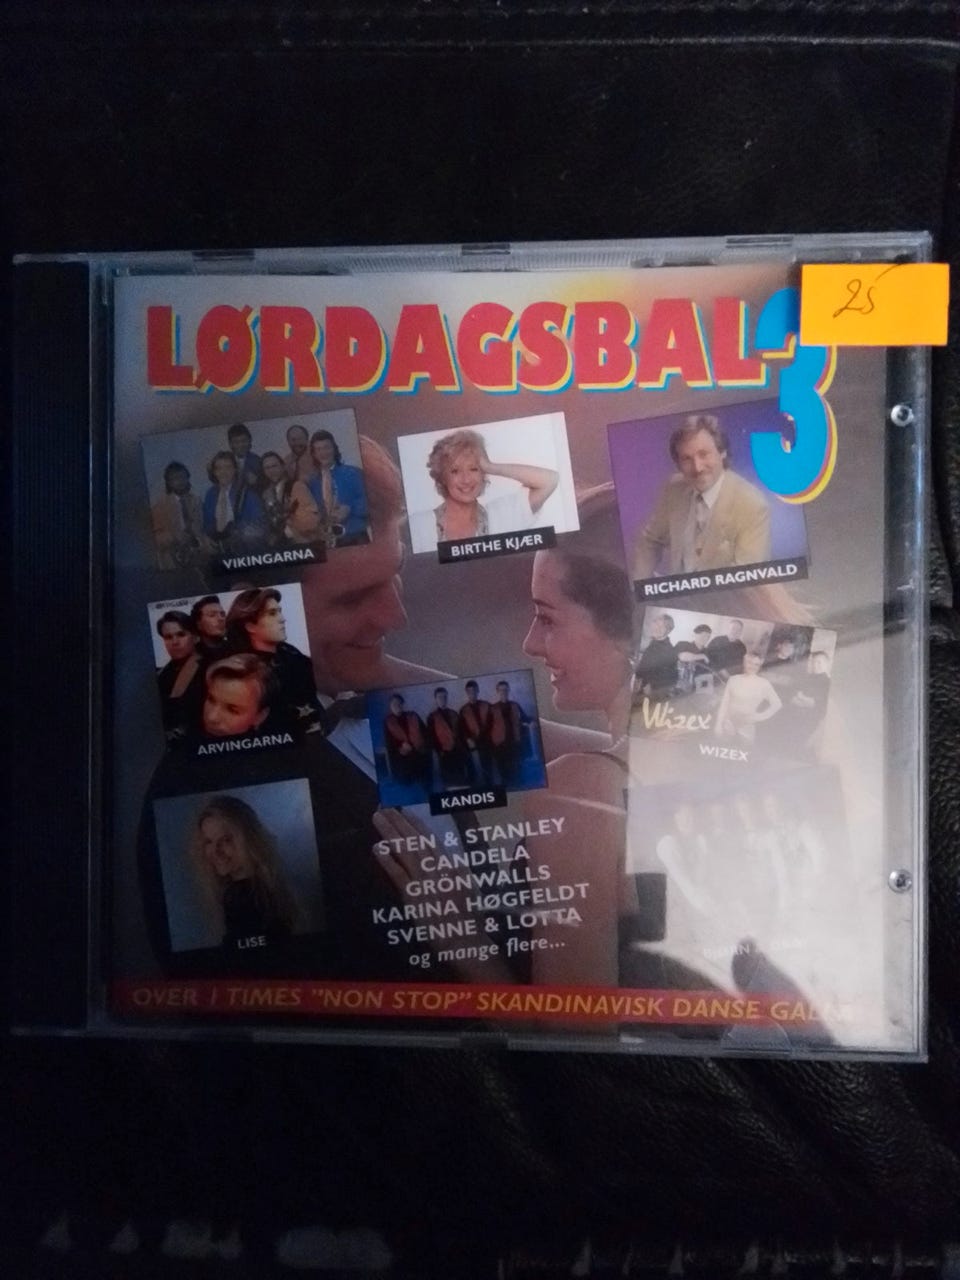 LØRDAGSBAL 3
25
VIKINGARNA
BIRTHE KJÆR
RICHARD RAGNVALD
ARVINGARNA
KANDIS
Wizex
WIZEX
LISE
STEN & STANLEY
CANDELA
GRÖNWALLS
KARINA HØGFELDT
SVENNE & LOTTA
og mange flere...
OVER 1 TIMES "NON STOP" SKANDINAVISK DANSE